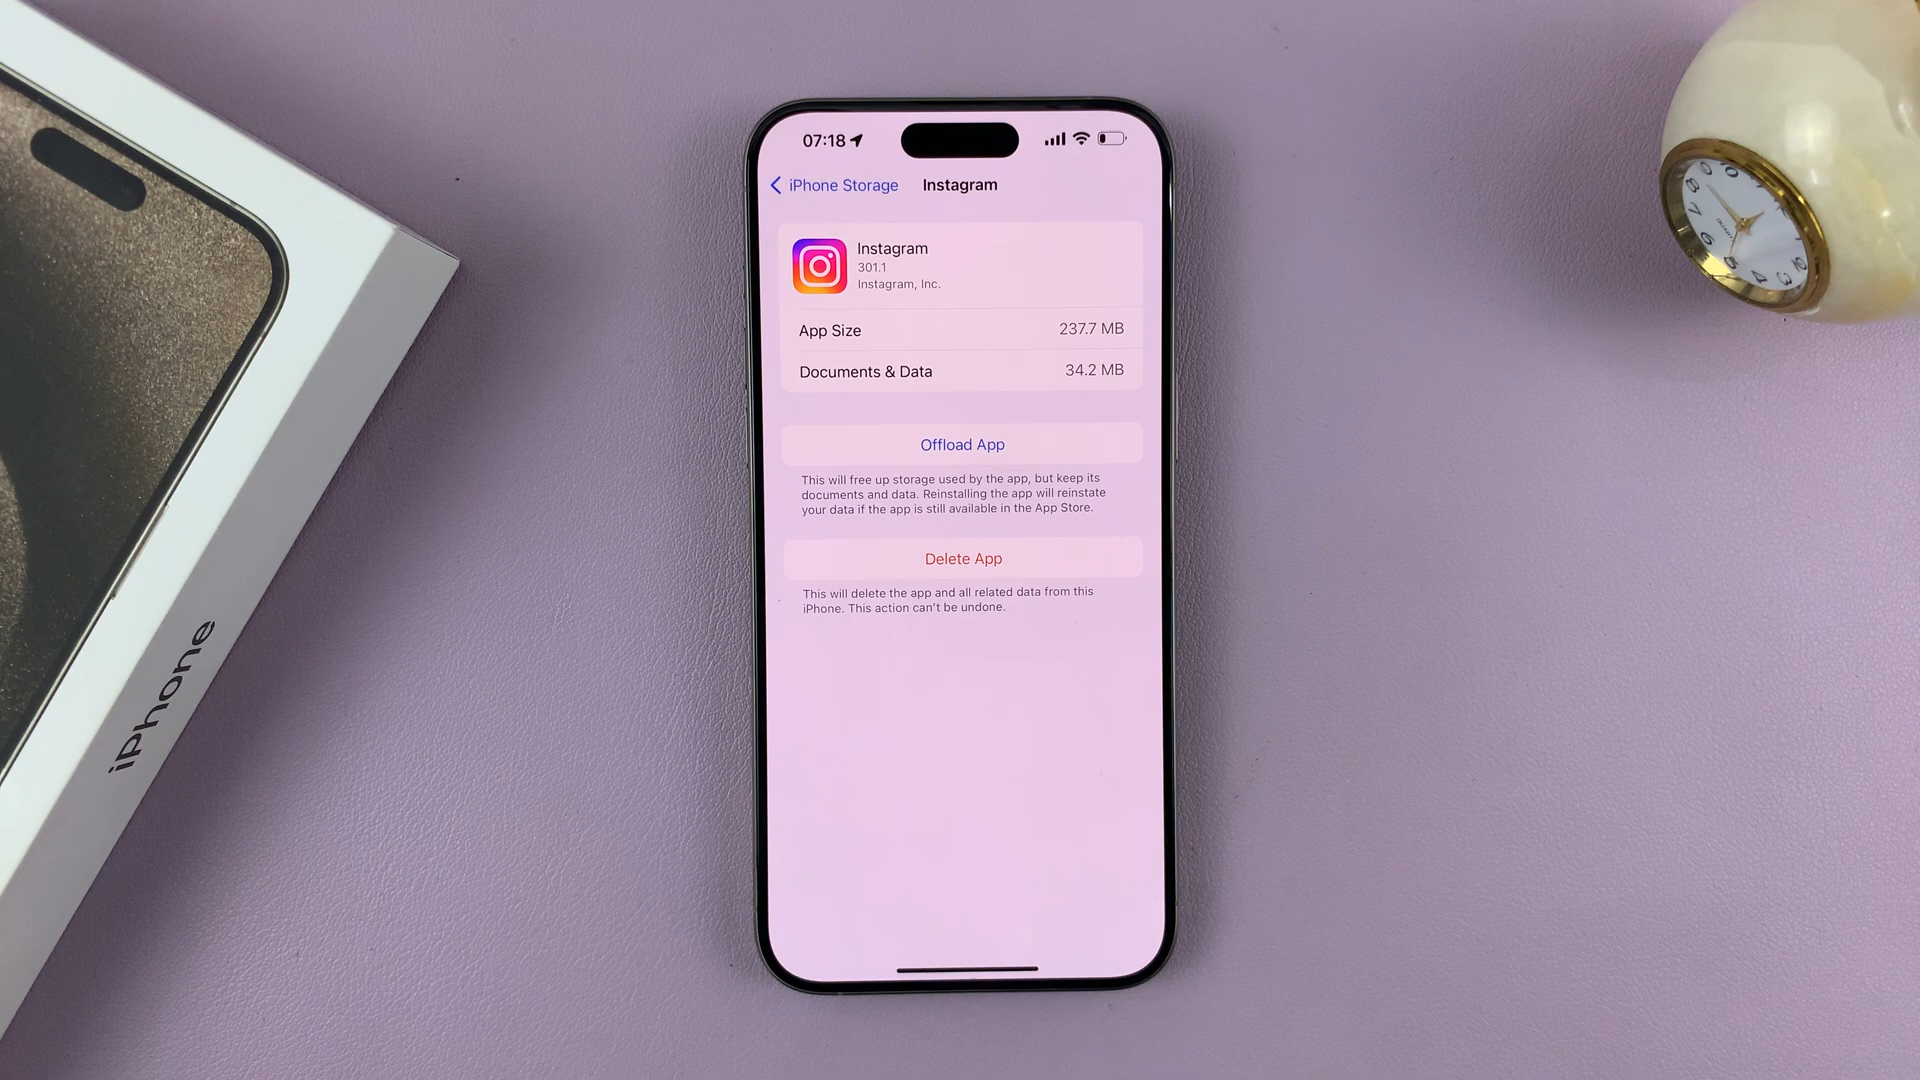 07:18
iPhone Storage
Instagram
Instagram
301.1
Instagram, Inc.
App Size
237.7 MB
Documents & Data
34.2 MB
Offload App
This will free up storage used by the app, but keep its
documents and data. Reinstalling the app will reinstate
your data if the app is still available in the App Store.
Delete App
This will delete the app and all related data from this
iPhone. This action can't be undone.
iPhone